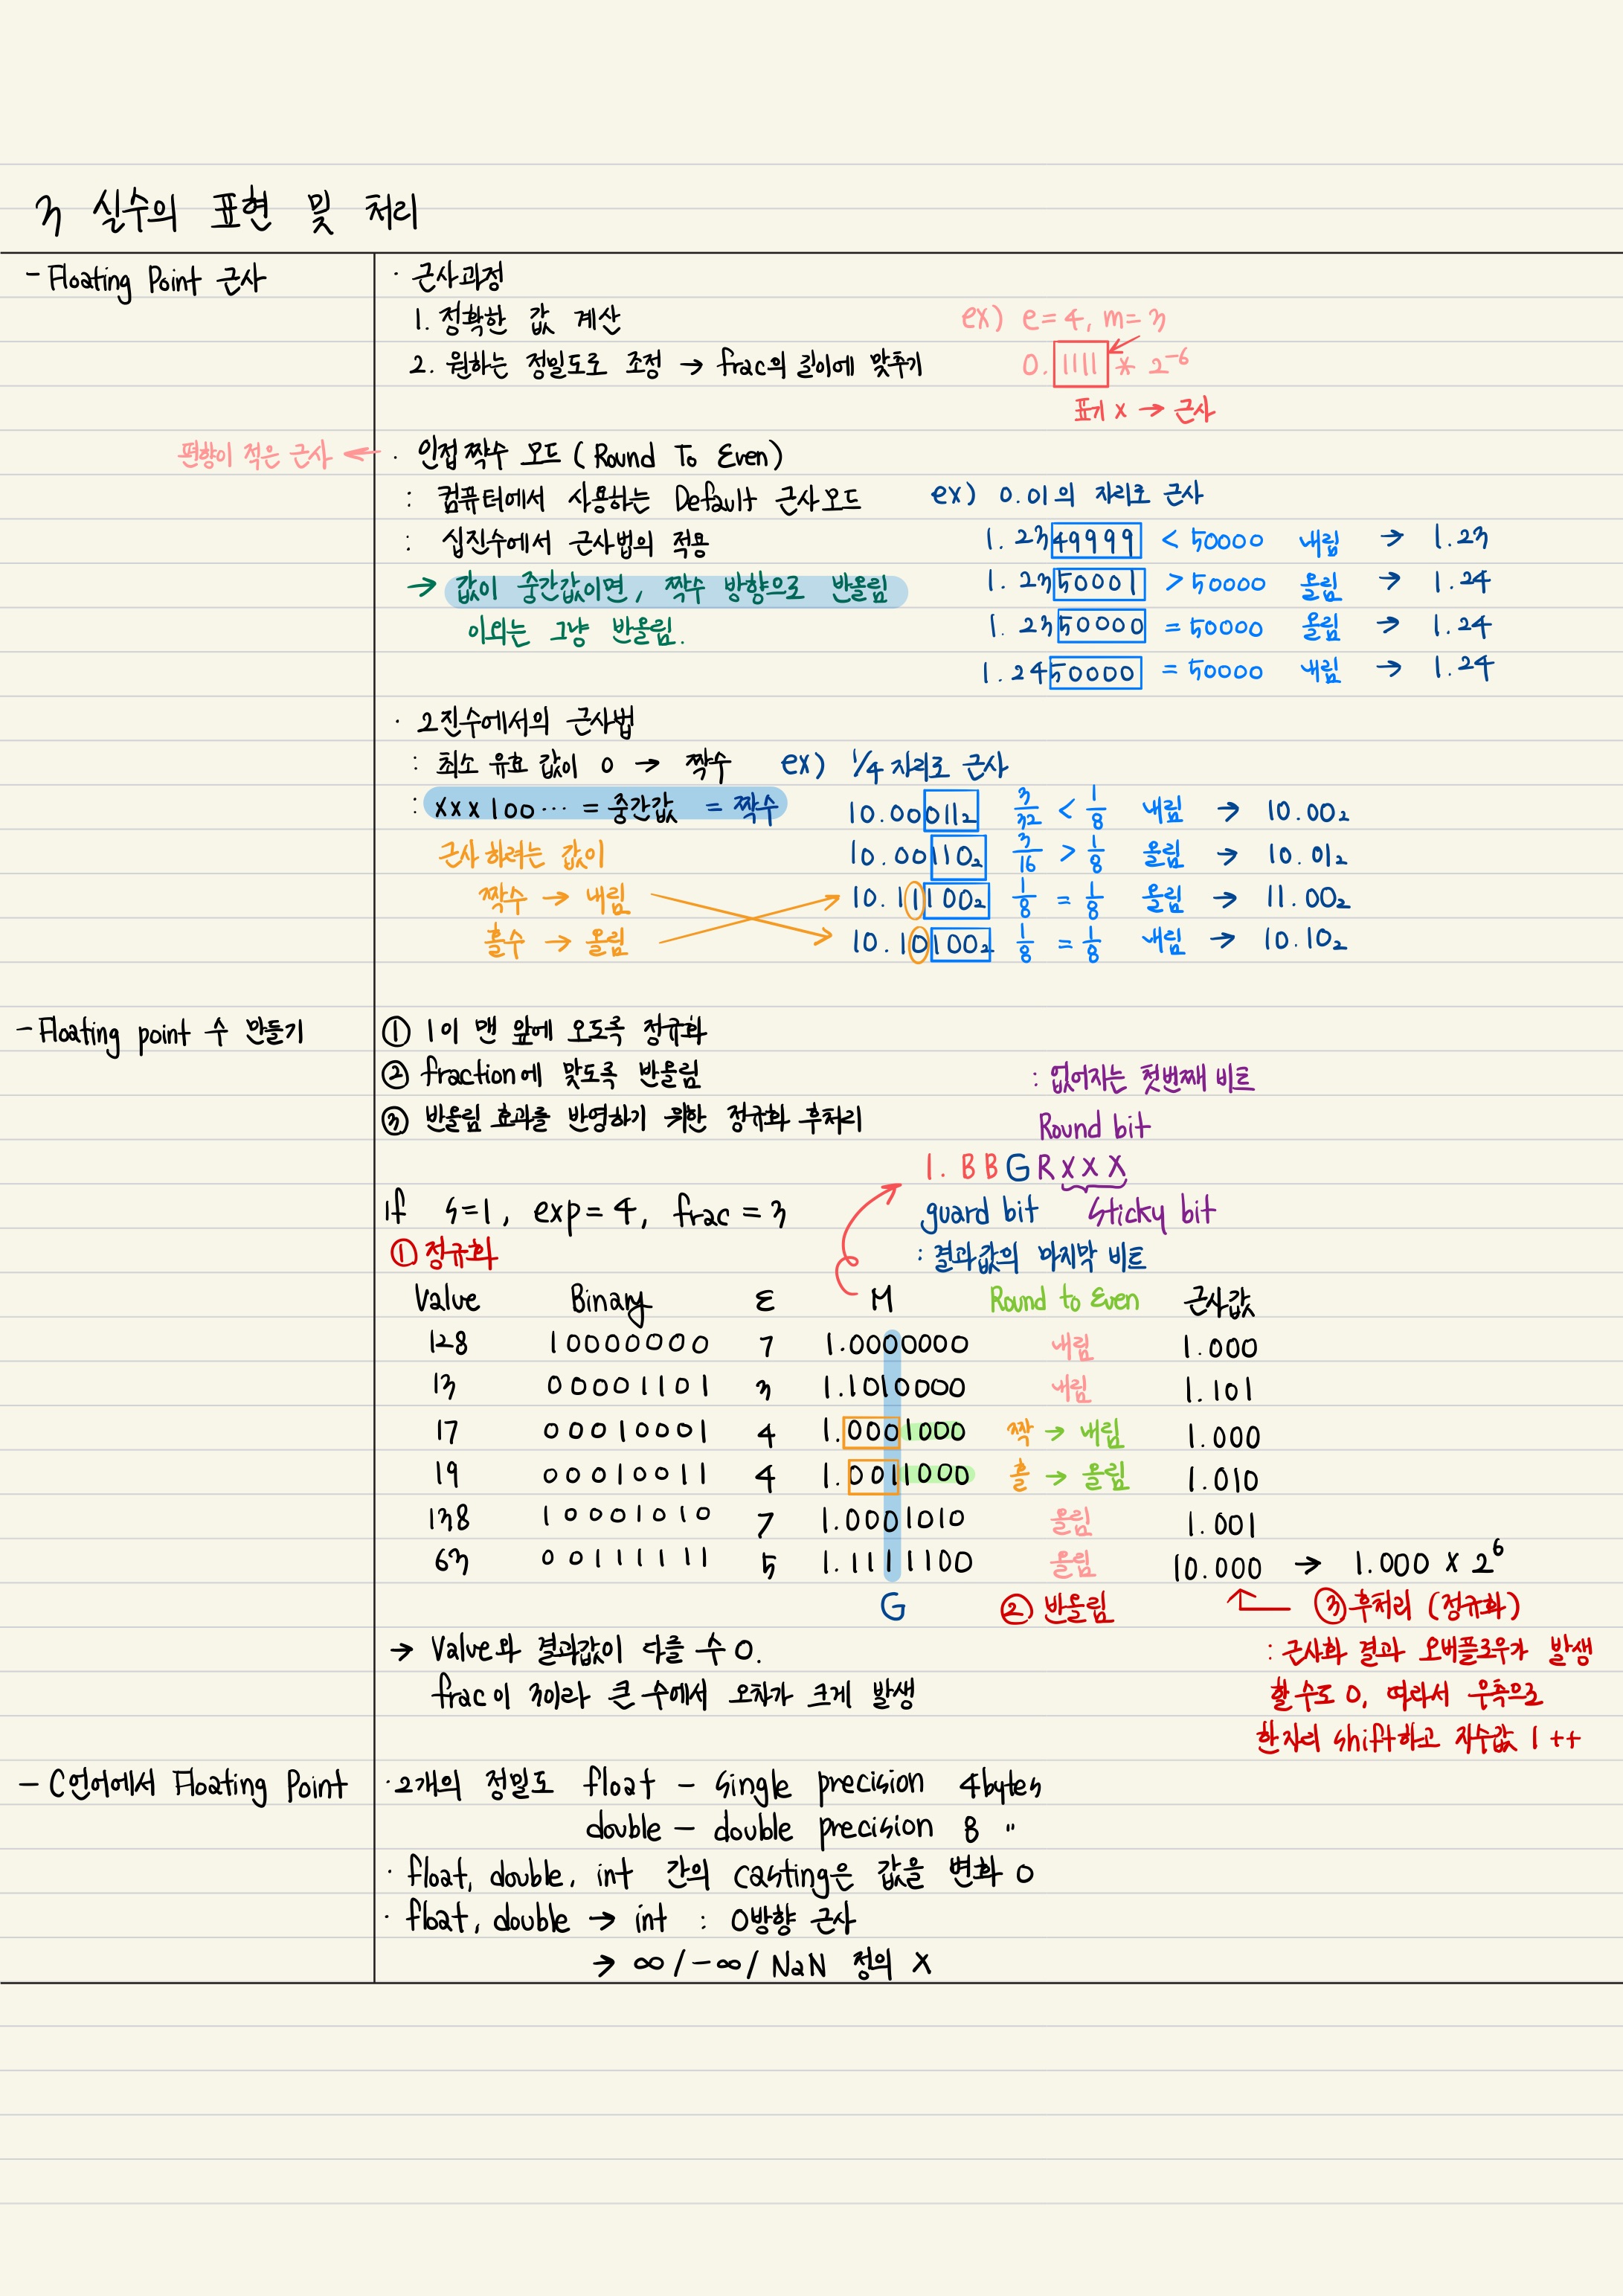 3 실수의 표현 및 처리
- Floating Point 근사
· 근사과정
1. 정확한 값 계산
ex) e=4, m=3
2. 원하는 정밀도로 조정 → frac의 길이에 맞추기
0.1111 * 2⁻⁶
표기 x → 근사
편향이 적은 근사 ← · 인접짝수 모드 (Round To Even)
: 컴퓨터에서 사용하는 Default 근사모드
ex) 0.01의 자리로 근사
: 십진수에서 근사법의 적용
1.2349999 < 50000 내림 → 1.23
→ 값이 중간값이면, 짝수 방향으로 반올림
1.2350001 > 50000 올림 → 1.24
이외는 그냥 반올림.
1.2350000 = 50000 올림 → 1.24
1.2450000 = 50000 내림 → 1.24
· 2진수에서의 근사법
: 최소 유효 값이 0 → 짝수
ex) 1/4 자리로 근사
: xxx100··· = 중간값 = 짝수
10.00011₂ 3/32 < 1/8 내림 → 10.00₂
근사 하려는 값이
10.00110₂ 3/16 > 1/8 올림 → 10.01₂
짝수 → 내림
10.11100₂ 1/8 = 1/8 올림 → 11.00₂
홀수 → 올림
10.10100₂ 1/8 = 1/8 내림 → 10.10₂
- Floating point 수 만들기
① 1이 맨 앞에 오도록 정규화
② fraction에 맞도록 반올림
: 없어지는 첫번째 비트
③ 반올림 효과를 반영하기 위한 정규화 후처리
Round bit
1. B B G R X X X
if s=1, exp=4, frac=3
guard bit sticky bit
① 정규화
: 결과값의 마지막 비트
Value Binary E M Round to Even 근사값
128 10000000 7 1.0000000 내림 1.000
13 00001101 3 1.1010000 내림 1.101
17 00010001 4 1.0001000 짝 → 내림 1.000
19 00010011 4 1.0011000 홀 → 올림 1.010
138 10001010 7 1.0001010 올림 1.001
63 00111111 5 1.1111100 올림 10.000 → 1.000 X 2⁶
G ② 반올림 ③ 후처리 (정규화)
→ Value와 결과값이 다를 수 0.
: 근사화 결과 오버플로우가 발생
frac이 3이라 큰 수에서 오차가 크게 발생
할 수도 0, 따라서 우측으로
한자리 shift하고 지수값 1++
- C언어에서 Floating Point
· 2개의 정밀도 float - single precision 4bytes
double - double precision 8 〃
· float, double, int 간의 casting은 값을 변화 0
· float, double → int : 0방향 근사
→ ∞/-∞/NaN 정의 X